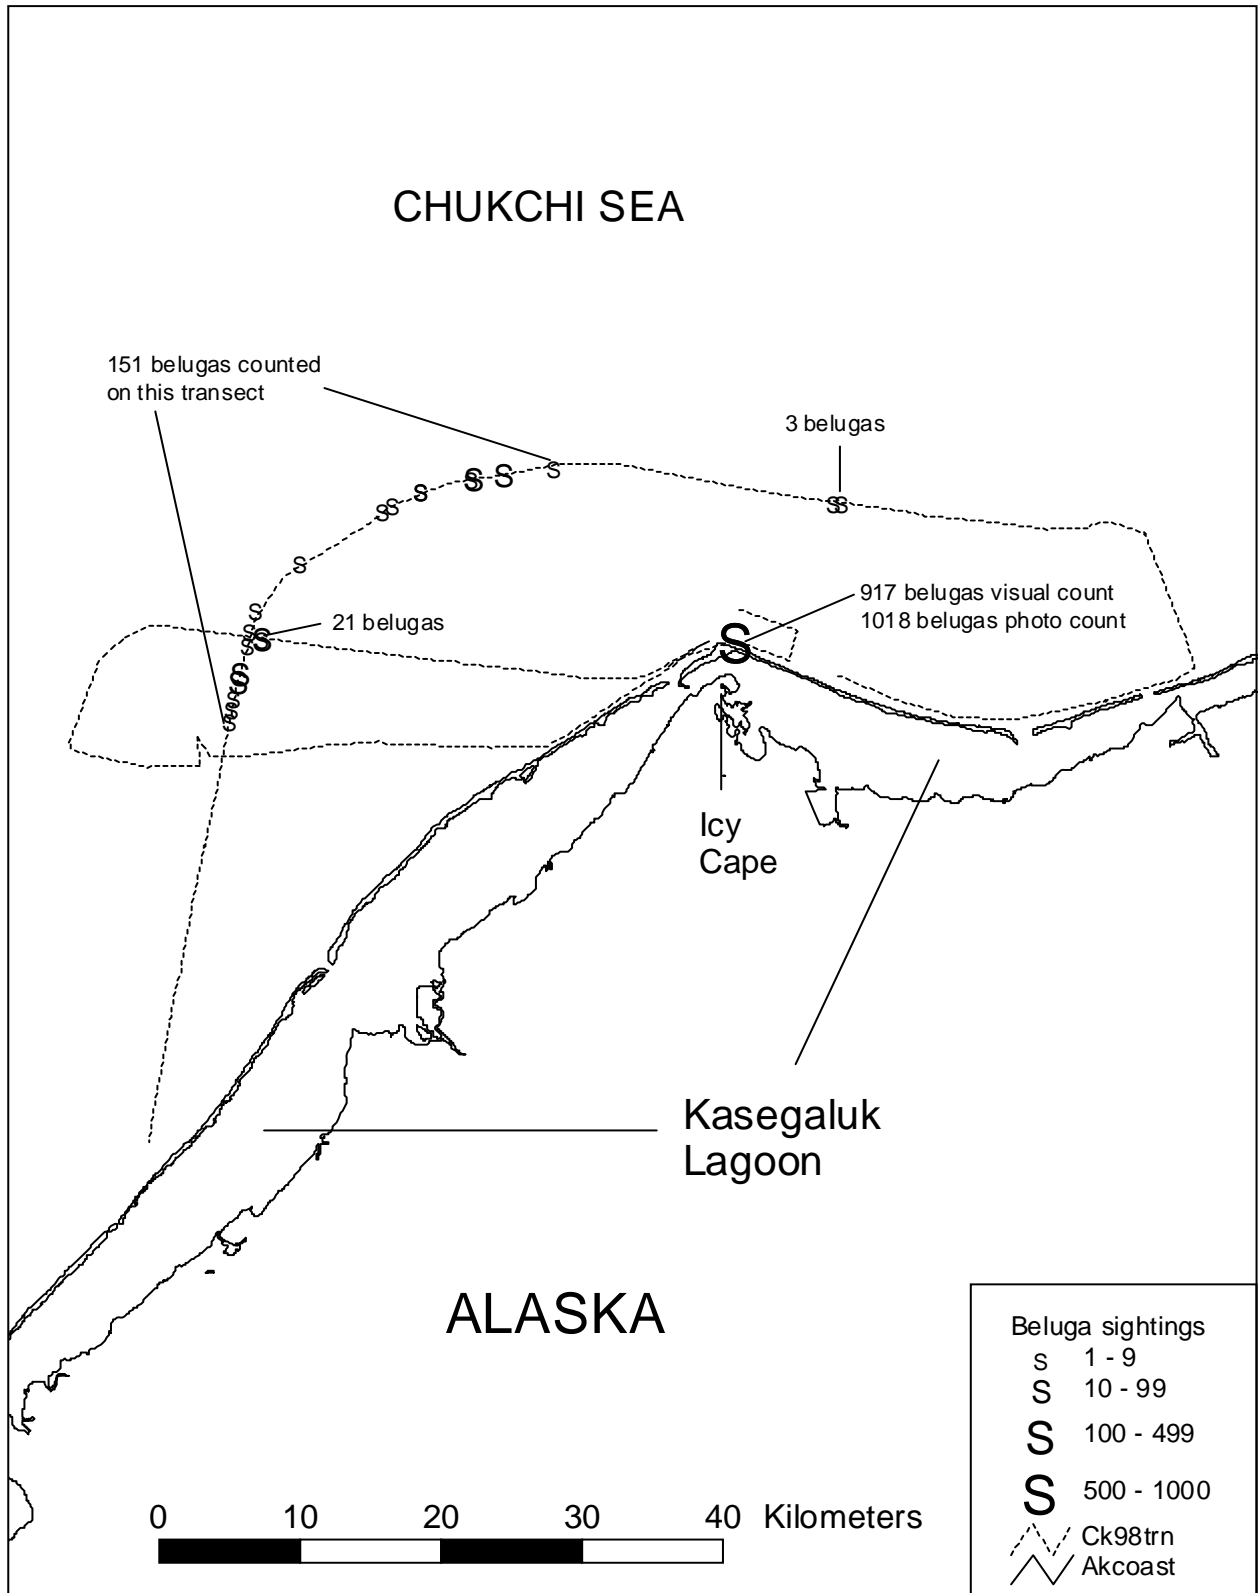 CHUKCHI SEA
151 belugas counted
on this transect
3 belugas
917 belugas visual count
1018 belugas photo count
21 belugas
Icy
Cape
Kasegaluk
Lagoon
ALASKA
Beluga sightings
S 1 - 9
S 10 - 99
S 100 - 499
S 500 - 1000
Ck98trn
Akcoast
0 10 20 30 40 Kilometers